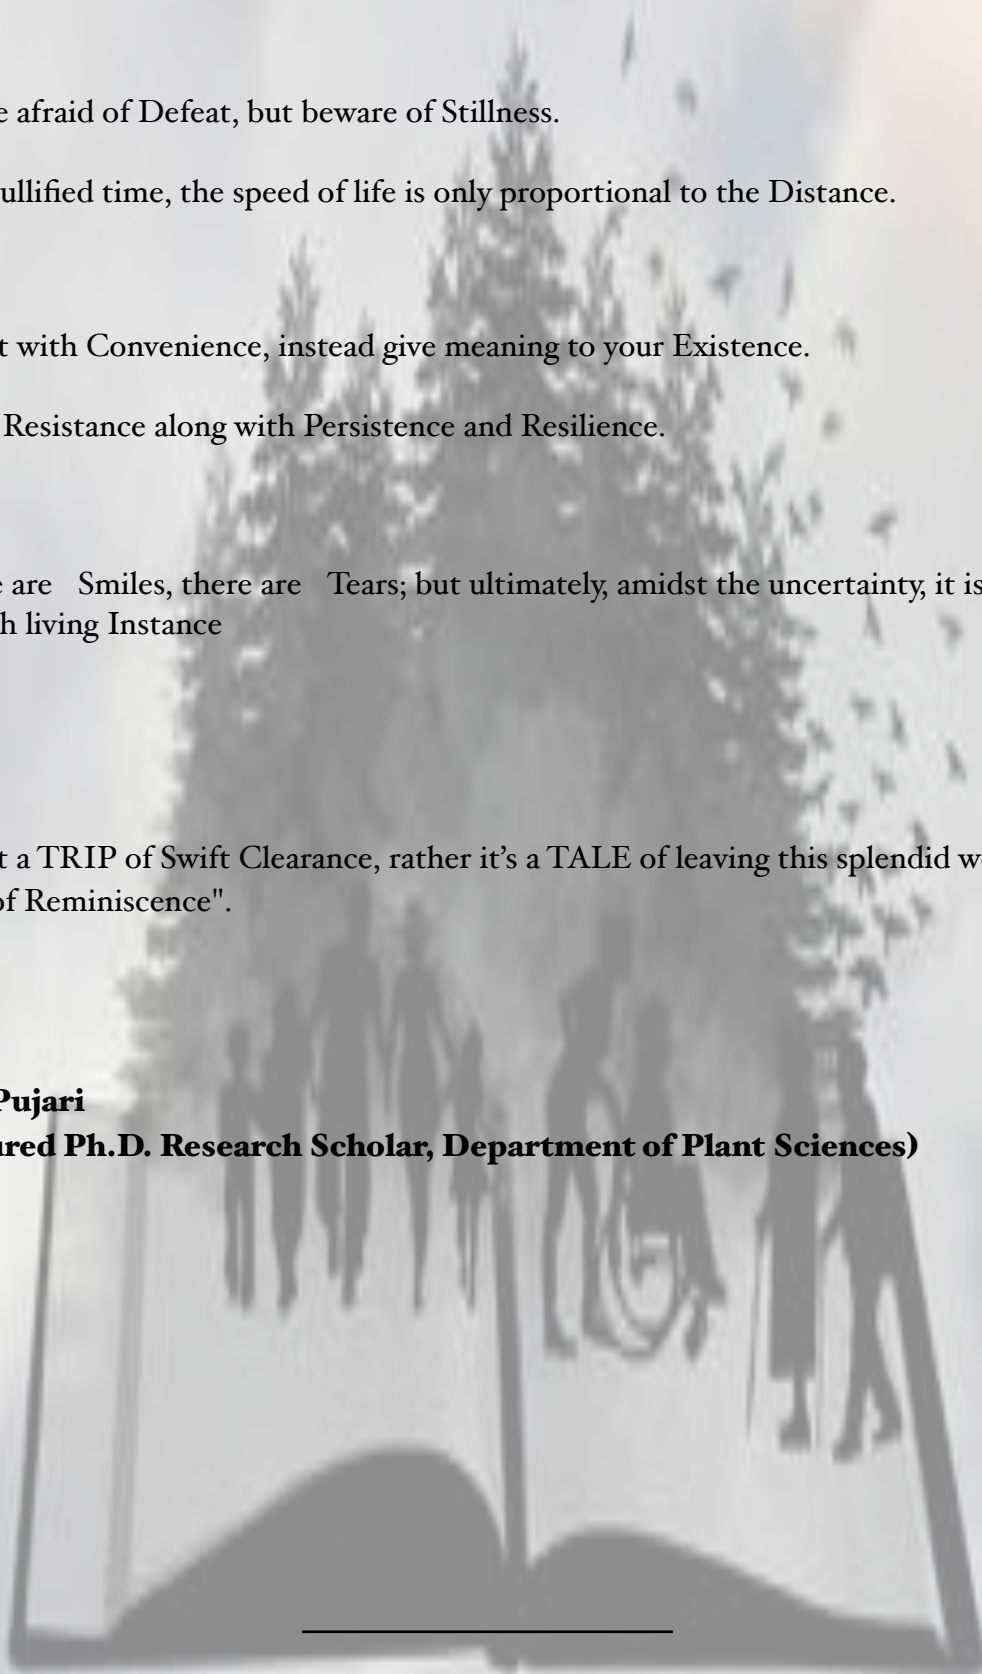 afraid of Defeat, but beware of Stillness.
time, the speed of life is only proportional to the Distance.
with Convenience, instead give meaning to your Existence.
Resistance along with Persistence and Resilience.
are Smiles, there are Tears; but ultimately, amidst the uncertainty, it is
living Instance
a TRIP of Swift Clearance, rather it’s a TALE of leaving this splendid
of Reminiscence".
Pujari
Ph.D. Research Scholar, Department of Plant Sciences)